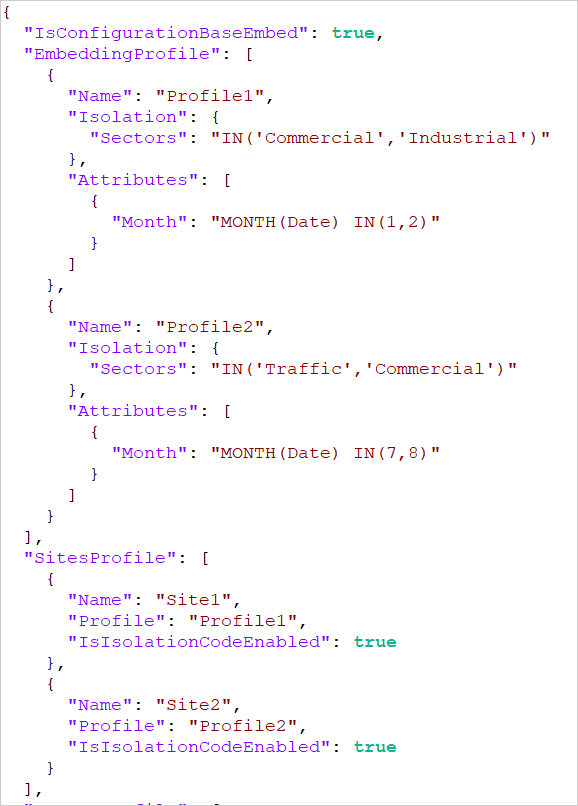 {
  "IsConfigurationBaseEmbed": true,
  "EmbeddingProfile": [
    {
      "Name": "Profile1",
      "Isolation": {
        "Sectors": "IN('Commercial','Industrial')"
      },
      "Attributes": [
        {
          "Month": "MONTH(Date) IN(1,2)"
        }
      ]
    },
    {
      "Name": "Profile2",
      "Isolation": {
        "Sectors": "IN('Traffic','Commercial')"
      },
      "Attributes": [
        {
          "Month": "MONTH(Date) IN(7,8)"
        }
      ]
    }
  ],
  "SitesProfile": [
    {
      "Name": "Site1",
      "Profile": "Profile1",
      "IsIsolationCodeEnabled": true
    },
    {
      "Name": "Site2",
      "Profile": "Profile2",
      "IsIsolationCodeEnabled": true
    }
  ],